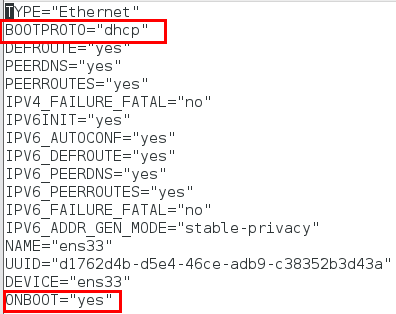 TYPE="Ethernet"
BOOTPROTO="dhcp"
DEFROUTE="yes"
PEERDNS="yes"
PEERROUTES="yes"
IPV4_FAILURE_FATAL="no"
IPV6INIT="yes"
IPV6_AUTOCONF="yes"
IPV6_DEFROUTE="yes"
IPV6_PEERDNS="yes"
IPV6_PEERROUTES="yes"
IPV6_FAILURE_FATAL="no"
IPV6_ADDR_GEN_MODE="stable-privacy"
NAME="ens33"
UUID="d1762d4b-d5e4-46ce-adb9-c38352b3d43a"
DEVICE="ens33"
ONBOOT="yes"